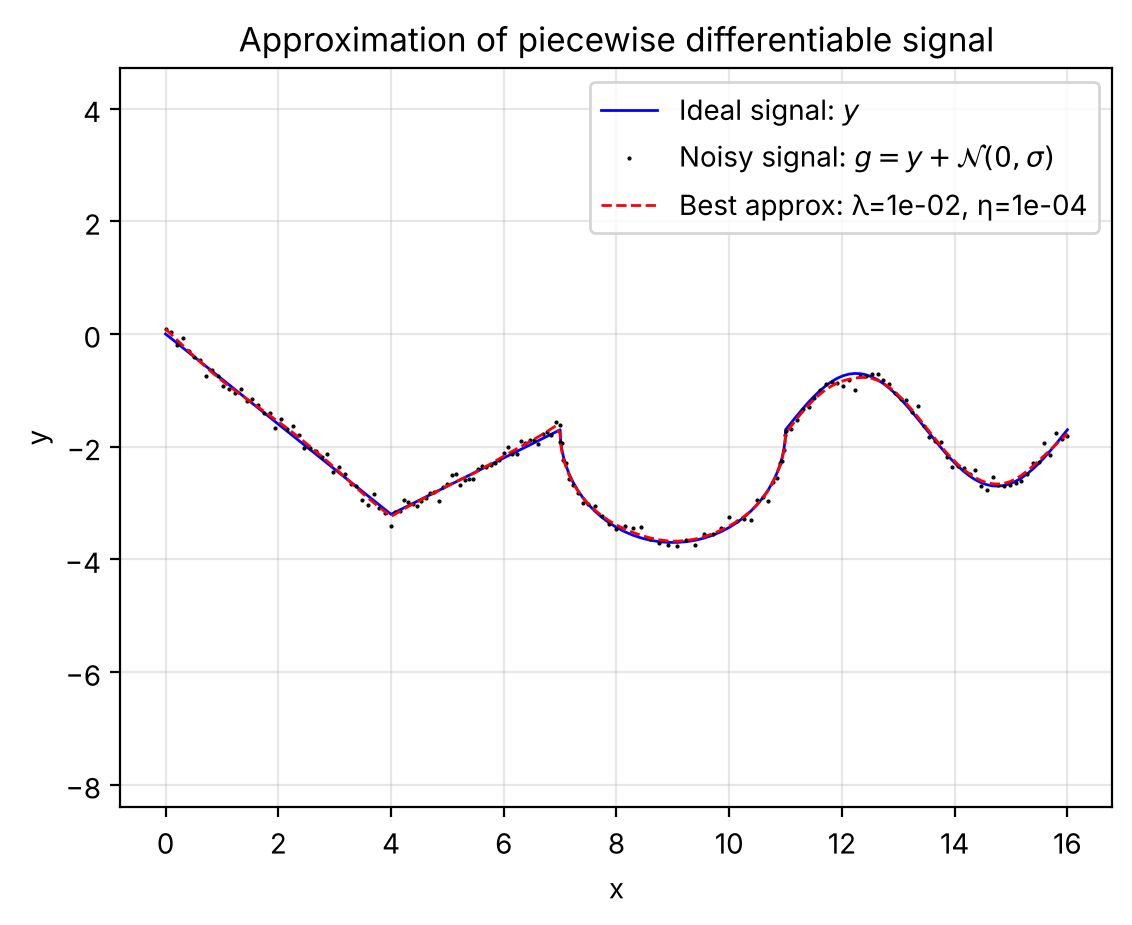 Approximation of piecewise differentiable signal
Ideal signal: y
Noisy signal: g = y + 𝒩(0, σ)
Best approx: λ=1e-02, η=1e-04
4
2
0
−2
−4
−6
−8
y
0 2 4 6 8 10 12 14 16
x